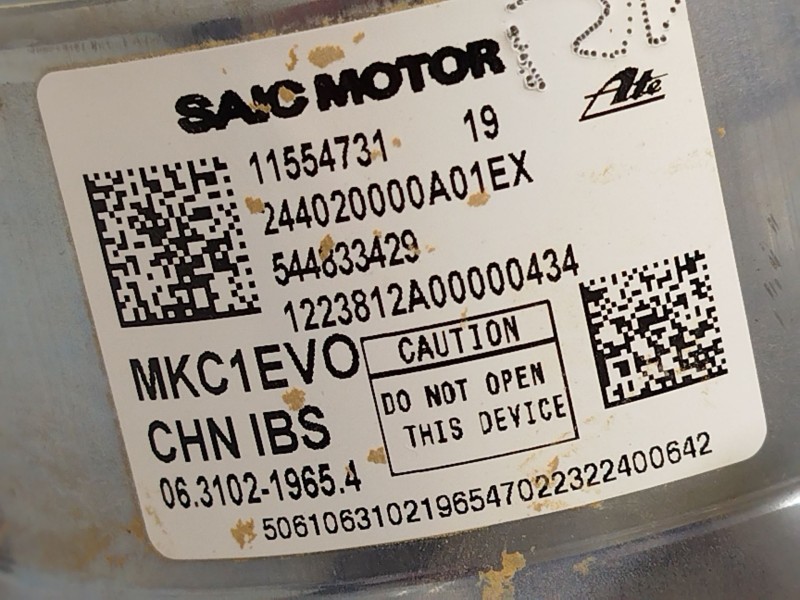 SAIC MOTOR
Ate
11554731 19
244020000A01EX
544833429
1223812A00000434
MKC1EVO
CHN IBS
06.3102-1965.4
CAUTION
DO NOT OPEN
THIS DEVICE
5061063102196547022322400642